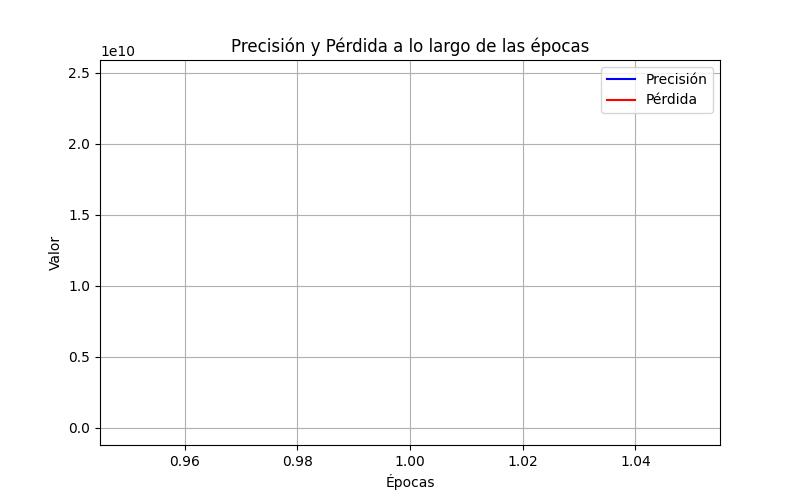 Precisión y Pérdida a lo largo de las épocas
1e10
2.5
2.0
1.5
1.0
0.5
0.0
Valor
Precisión
Pérdida
0.96
0.98
1.00
1.02
1.04
Épocas